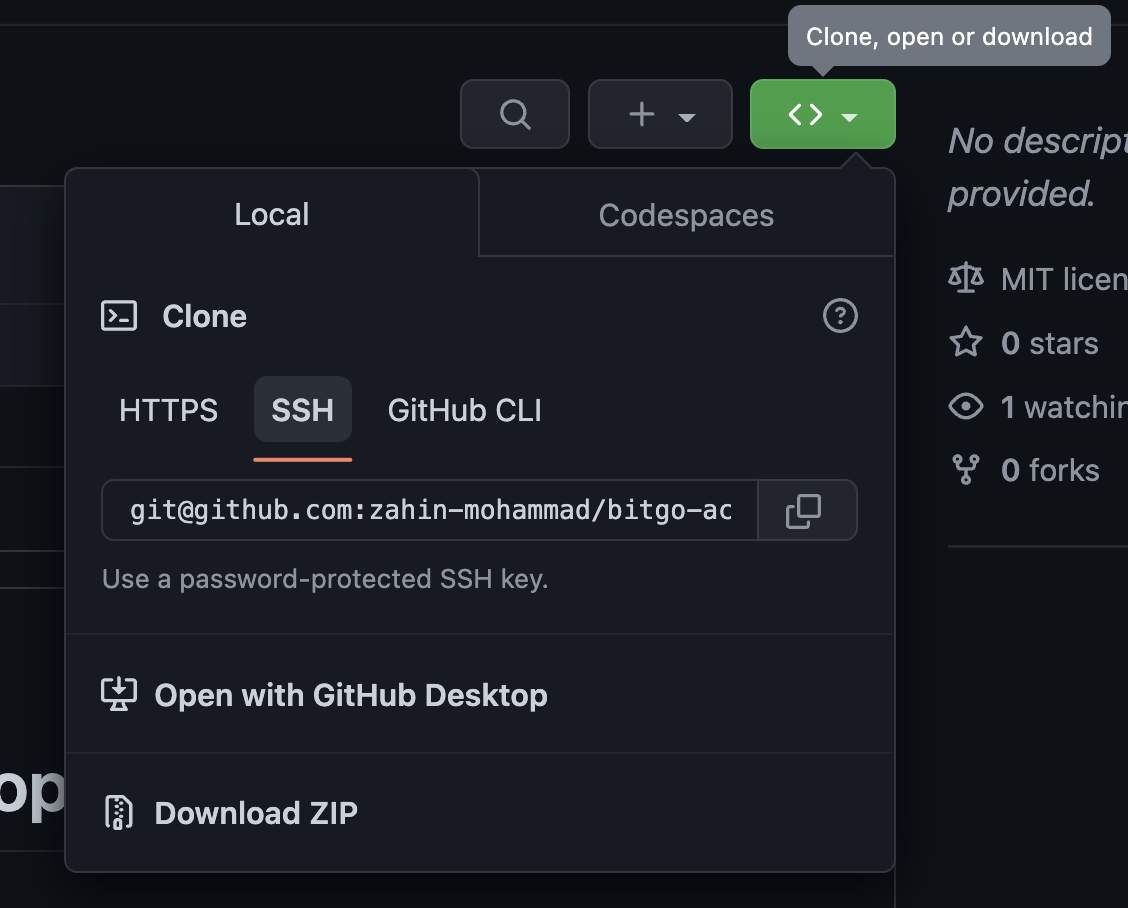 Clone, open or download
No descript
provided.
Local
Codespaces
MIT licen
Clone
0 stars
HTTPS
SSH
GitHub CLI
1 watchin
0 forks
git@github.com:zahin-mohammad/bitgo-ac
Use a password-protected SSH key.
Open with GitHub Desktop
op
Download ZIP